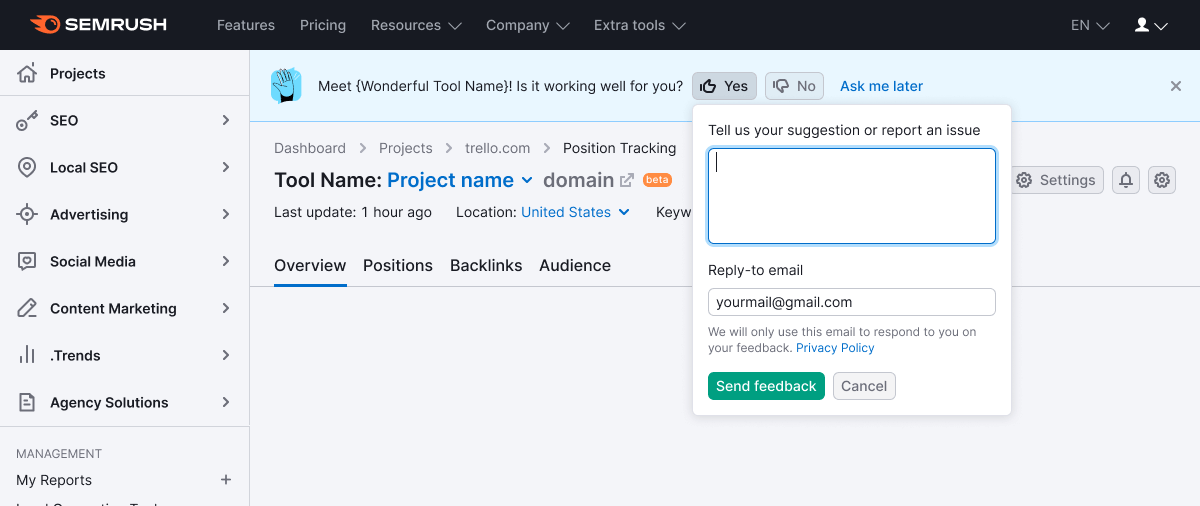 SEMRUSH Features Pricing Resources Company Extra tools EN
Projects
SEO
Local SEO
Advertising
Social Media
Content Marketing
.Trends
Agency Solutions
MANAGEMENT
My Reports
Meet {Wonderful Tool Name}! Is it working well for you? Yes No Ask me later
Dashboard Projects trello.com Position Tracking
Tool Name: Project name domain beta
Settings
Last update: 1 hour ago Location: United States Keyw
Overview Positions Backlinks Audience
Tell us your suggestion or report an issue
Reply-to email
yourmail@gmail.com
We will only use this email to respond to you on
your feedback. Privacy Policy
Send feedback Cancel